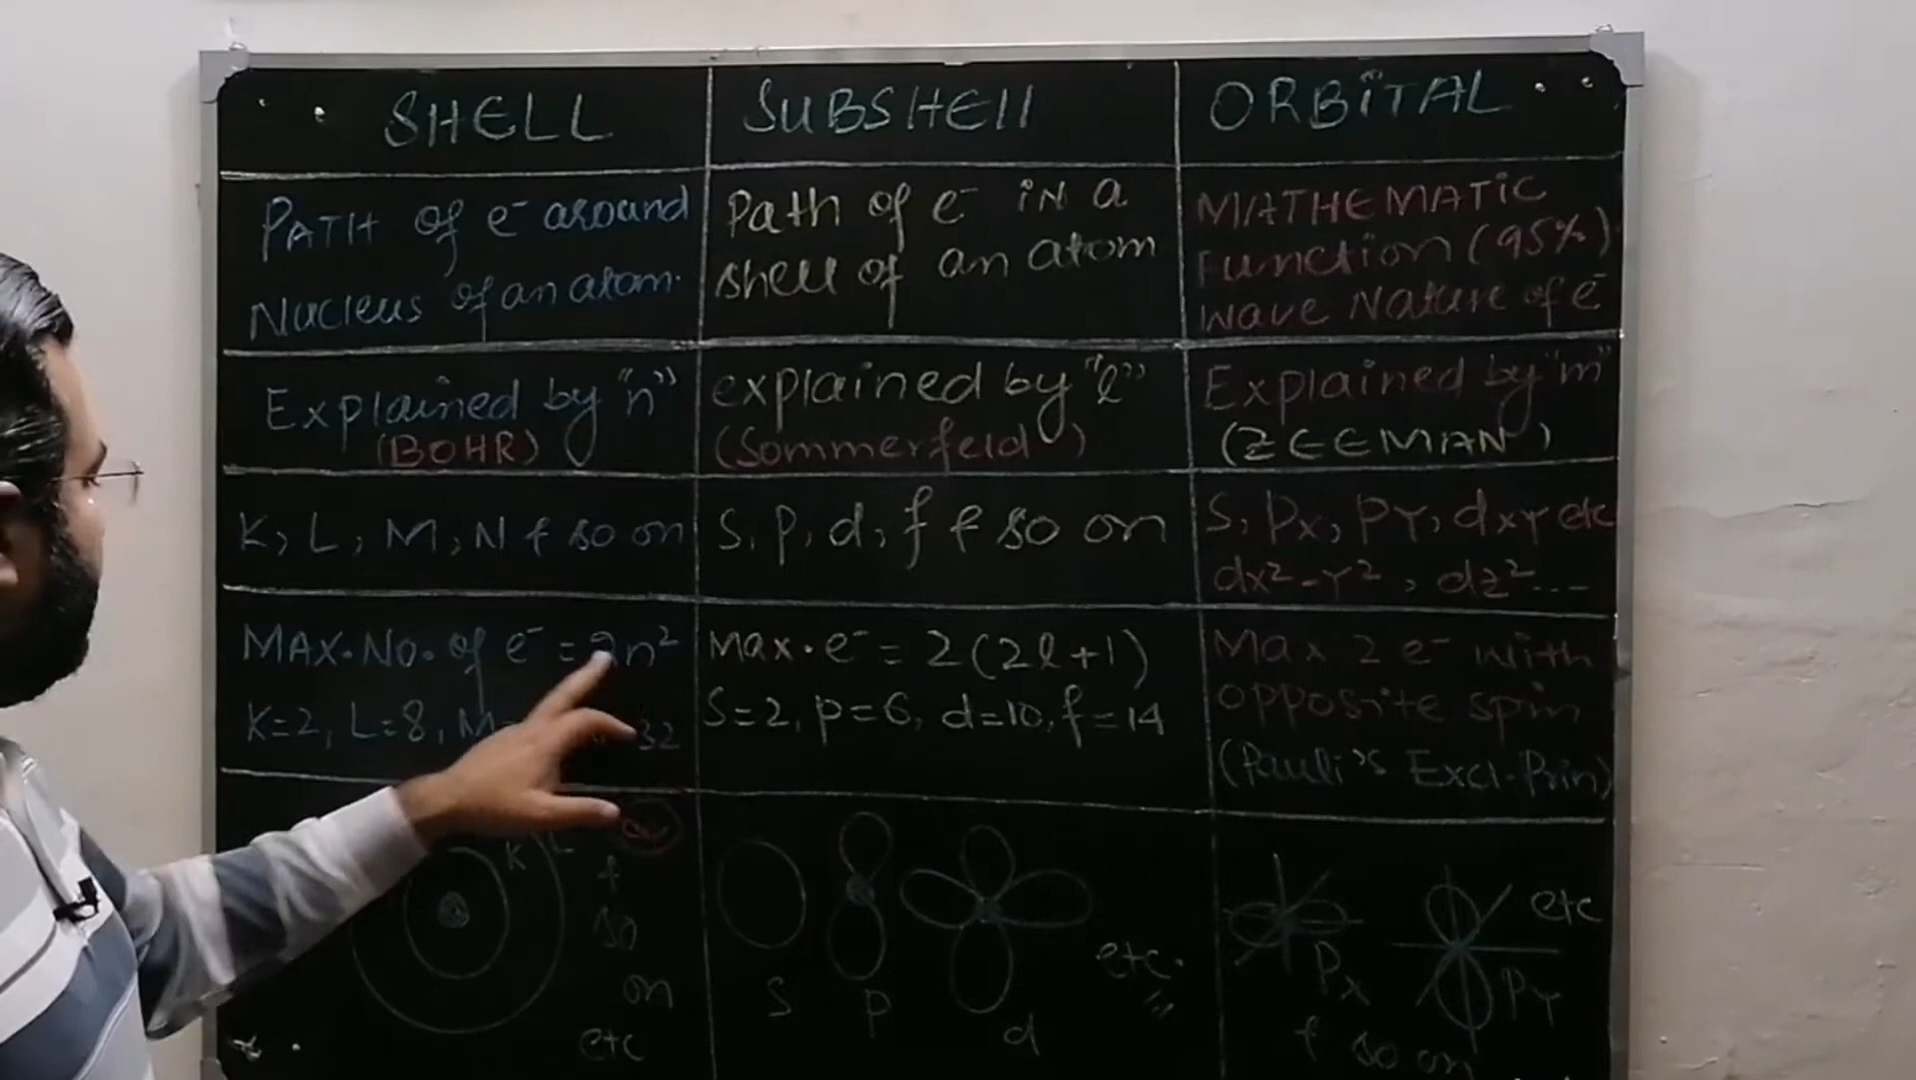 SHELL
SUBSHEll
ORBITAL
PATH of e⁻ around
Nucleus of an atom.
Path of e⁻ in a
shell of an atom
MATHEMATIC
Function (95%)
wave Nature of e⁻
Explained by "n"
(BOHR)
explained by "l"
(Sommerfeld)
Explained by "m"
(ZEEMAN)
K, L, M, N & so on
S, p, d, f & so on
S, Px, PY, dxy etc
dx²-Y², dz²---
MAX. No. of e⁻ = 2n²
K=2, L=8, M= 32
Max. e⁻ = 2(2l+1)
S=2, p=6, d=10, f=14
Max 2 e⁻ with
opposite spin
(Pauli's Excl. Prin)
K L
&
so
on
etc
S
P
d
etc.
Px
PY
etc
& so on